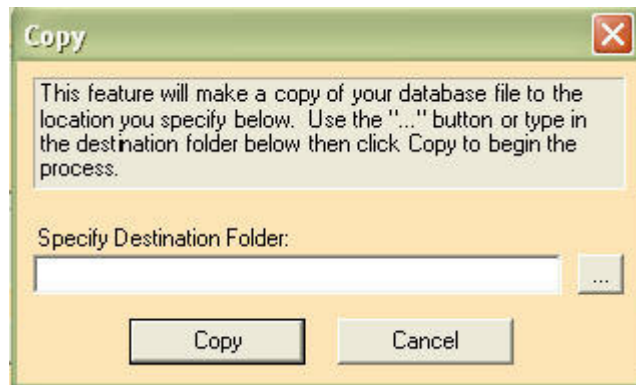 Copy
This feature will make a copy of your database file to the
location you specify below.  Use the "..." button or type in
the destination folder below then click Copy to begin the
process.
Specify Destination Folder:
...
Copy
Cancel